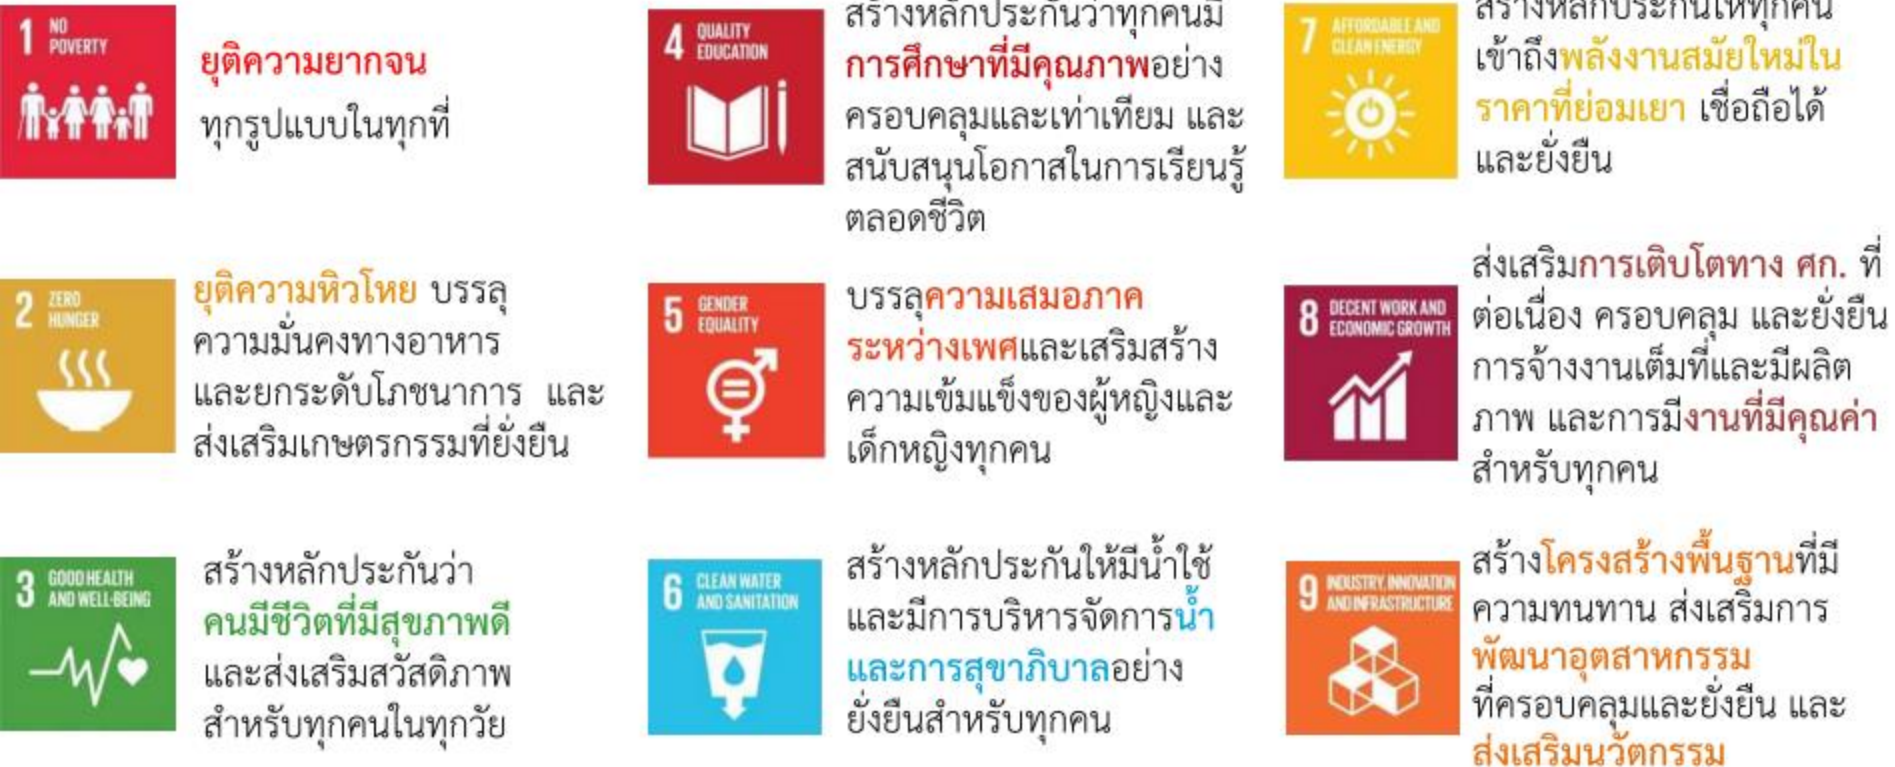 1 NO
POVERTY
ยุติความยากจน
ทุกรูปแบบในทุกที่
2 ZERO
HUNGER
ยุติความหิวโหย บรรลุ
ความมั่นคงทางอาหาร
และยกระดับโภชนาการ และ
ส่งเสริมเกษตรกรรมที่ยั่งยืน
3 GOOD HEALTH
AND WELL-BEING
สร้างหลักประกันว่า
คนมีชีวิตที่มีสุขภาพดี
และส่งเสริมสวัสดิภาพ
สำหรับทุกคนในทุกวัย
4 QUALITY
EDUCATION
สร้างหลักประกันว่าทุกคนมี
การศึกษาที่มีคุณภาพอย่าง
ครอบคลุมและเท่าเทียม และ
สนับสนุนโอกาสในการเรียนรู้
ตลอดชีวิต
5 GENDER
EQUALITY
บรรลุความเสมอภาค
ระหว่างเพศและเสริมสร้าง
ความเข้มแข็งของผู้หญิงและ
เด็กหญิงทุกคน
6 CLEAN WATER
AND SANITATION
สร้างหลักประกันให้มีน้ำใช้
และมีการบริหารจัดการน้ำ
และการสุขาภิบาลอย่าง
ยั่งยืนสำหรับทุกคน
7 AFFORDABLE AND
CLEAN ENERGY
สร้างหลักประกันให้ทุกคน
เข้าถึงพลังงานสมัยใหม่ใน
ราคาที่ย่อมเยา เชื่อถือได้
และยั่งยืน
8 DECENT WORK AND
ECONOMIC GROWTH
ส่งเสริมการเติบโตทาง ศก. ที่
ต่อเนื่อง ครอบคลุม และยั่งยืน
การจ้างงานเต็มที่และมีผลิต
ภาพ และการมีงานที่มีคุณค่า
สำหรับทุกคน
9 INDUSTRY, INNOVATION
AND INFRASTRUCTURE
สร้างโครงสร้างพื้นฐานที่มี
ความทนทาน ส่งเสริมการ
พัฒนาอุตสาหกรรม
ที่ครอบคลุมและยั่งยืน และ
ส่งเสริมนวัตกรรม